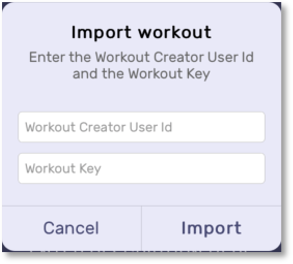 Import workout
Enter the Workout Creator User Id
and the Workout Key
Workout Creator User Id
Workout Key
Cancel
Import